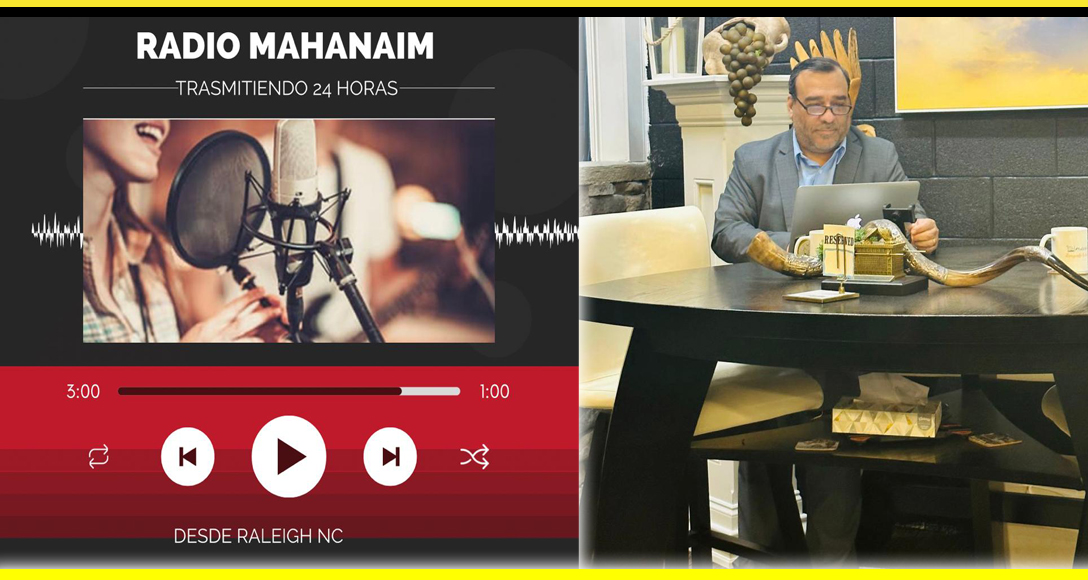 RADIO MAHANAIM
TRASMITIENDO 24 HORAS
3:00
1:00
DESDE RALEIGH NC
RESERVED